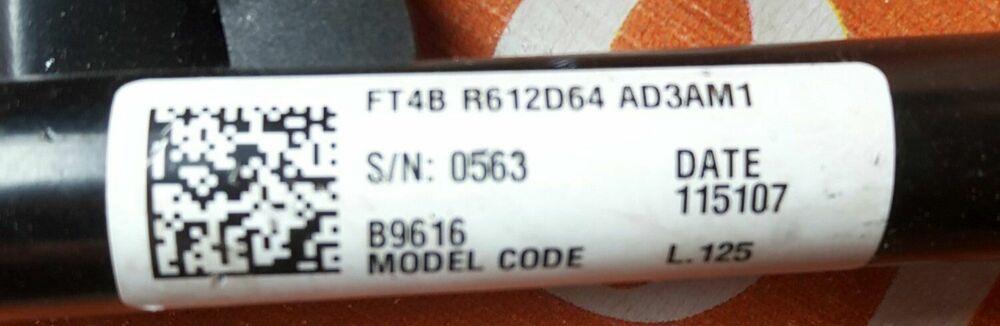 FT4B R612D64 AD3AM1
S/N: 0563
DATE
115107
B9616
MODEL CODE
L.125